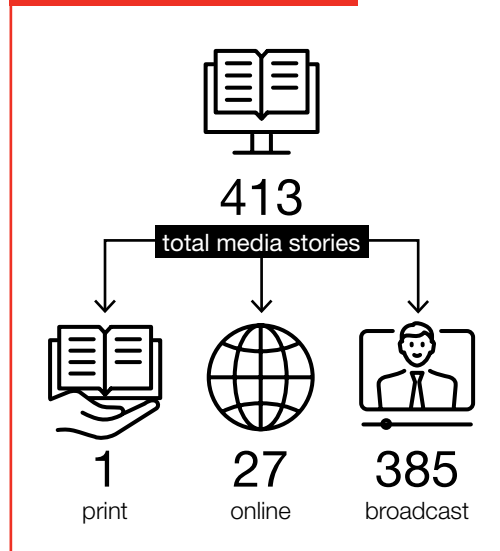 413
total media stories
1 27 385
print online broadcast